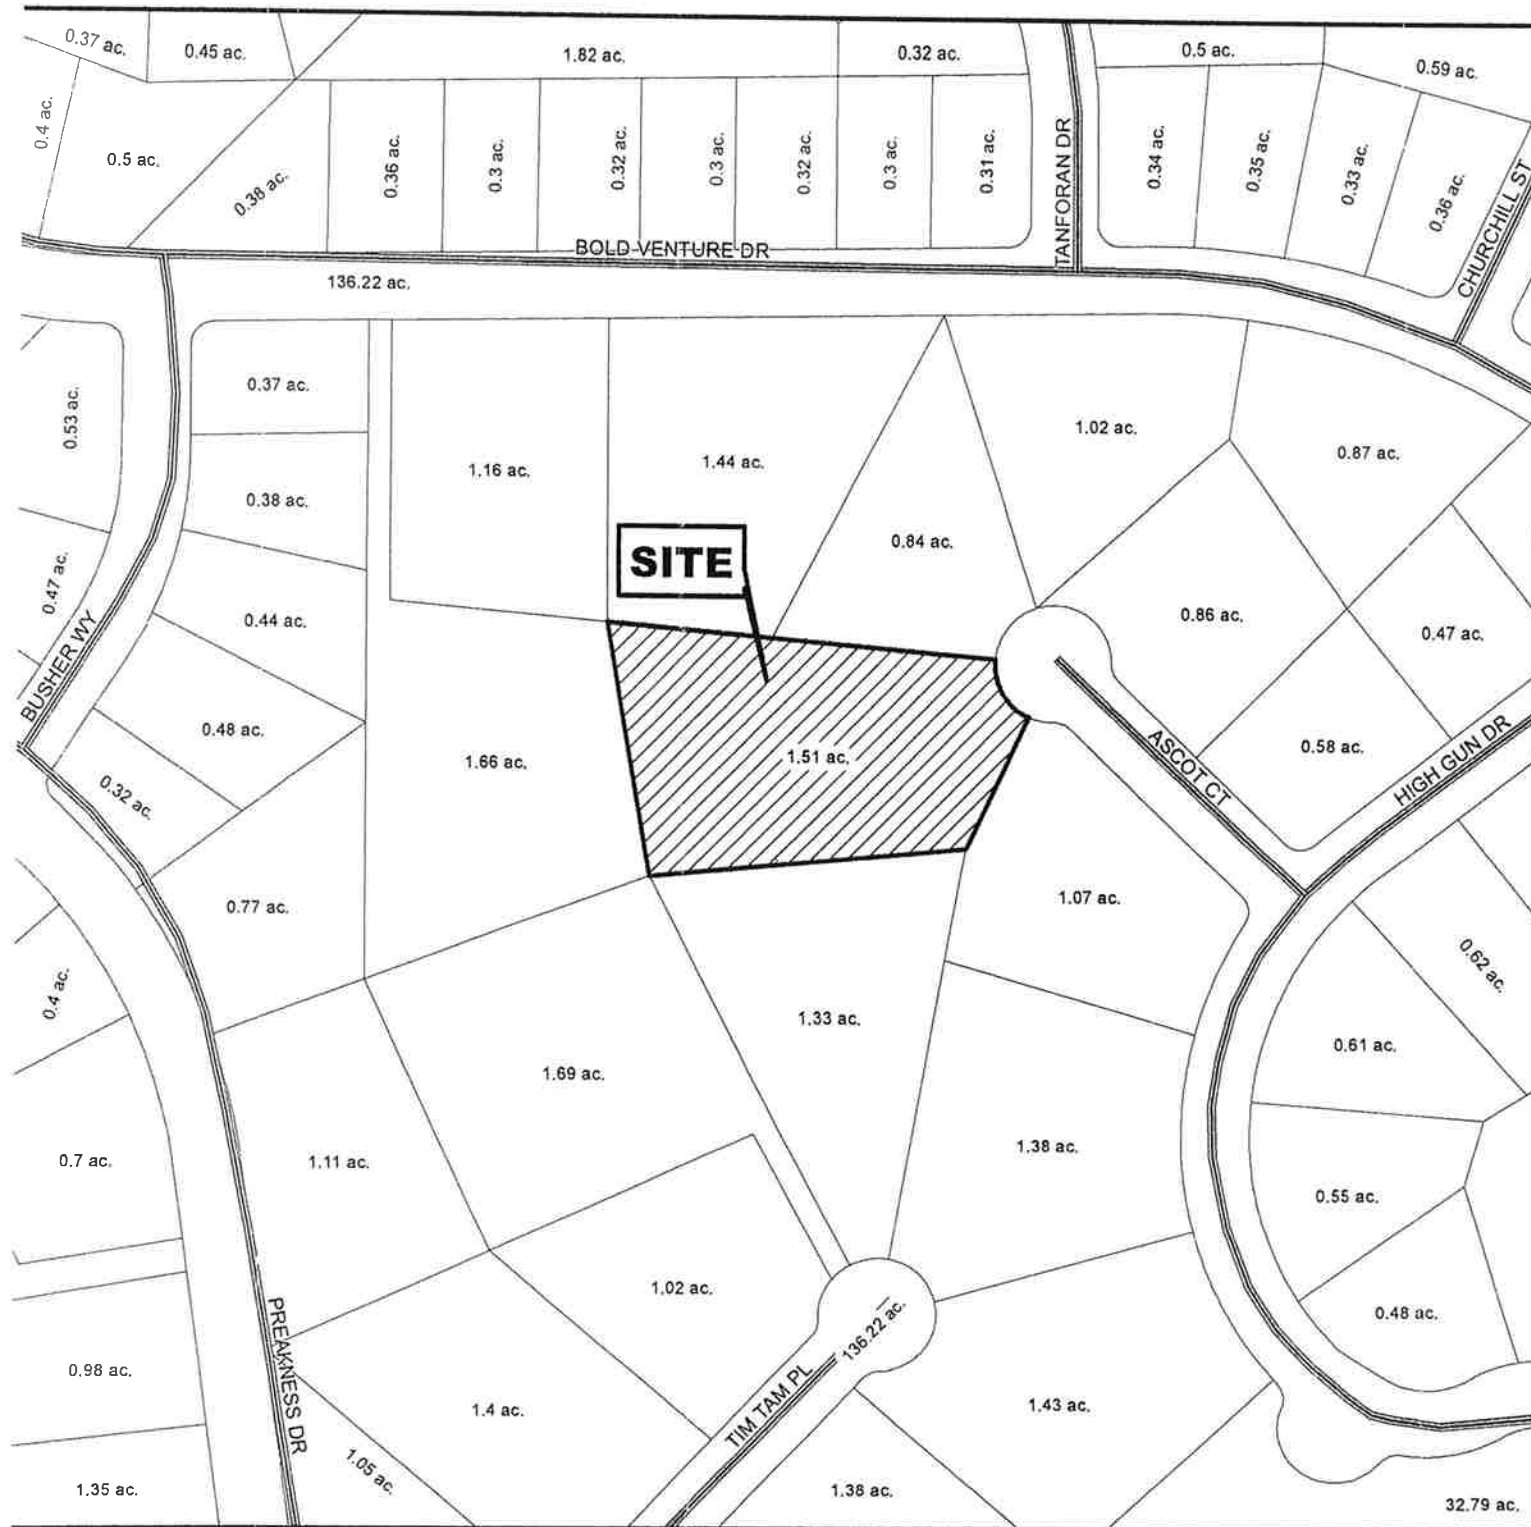 0.37 ac.
0.45 ac.
1.82 ac.
0.32 ac.
0.5 ac.
0.59 ac.
0.4 ac.
0.5 ac.
0.38 ac.
0.36 ac.
0.3 ac.
0.32 ac.
0.3 ac.
0.32 ac.
0.3 ac.
0.31 ac.
TANFORAN DR
0.34 ac.
0.35 ac.
0.33 ac.
0.36 ac.
CHURCHILL ST
BOLD VENTURE DR
136.22 ac.
0.53 ac.
0.37 ac.
1.16 ac.
1.44 ac.
1.02 ac.
0.87 ac.
0.38 ac.
0.84 ac.
SITE
0.47 ac.
0.44 ac.
0.86 ac.
0.47 ac.
BUSHER WY
0.48 ac.
1.66 ac.
1.51 ac.
ASCOT CT
0.58 ac.
HIGH GUN DR
0.32 ac.
0.77 ac.
1.07 ac.
0.62 ac.
0.4 ac.
1.33 ac.
0.61 ac.
1.69 ac.
0.7 ac.
1.11 ac.
1.38 ac.
0.55 ac.
1.02 ac.
136.22 ac.
0.48 ac.
PREAKNESS DR
0.98 ac.
TIM TAM PL
1.4 ac.
1.43 ac.
1.05 ac.
1.35 ac.
1.38 ac.
32.79 ac.